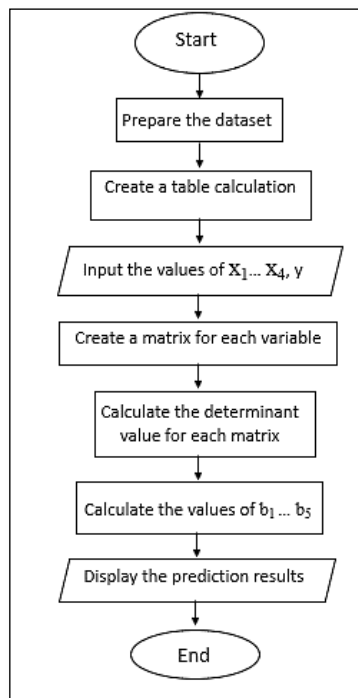 Start
Prepare the dataset
Create a table calculation
Input the values of X₁... X₄, y
Create a matrix for each variable
Calculate the determinant
value for each matrix
Calculate the values of b₁ ... b₅
Display the prediction results
End